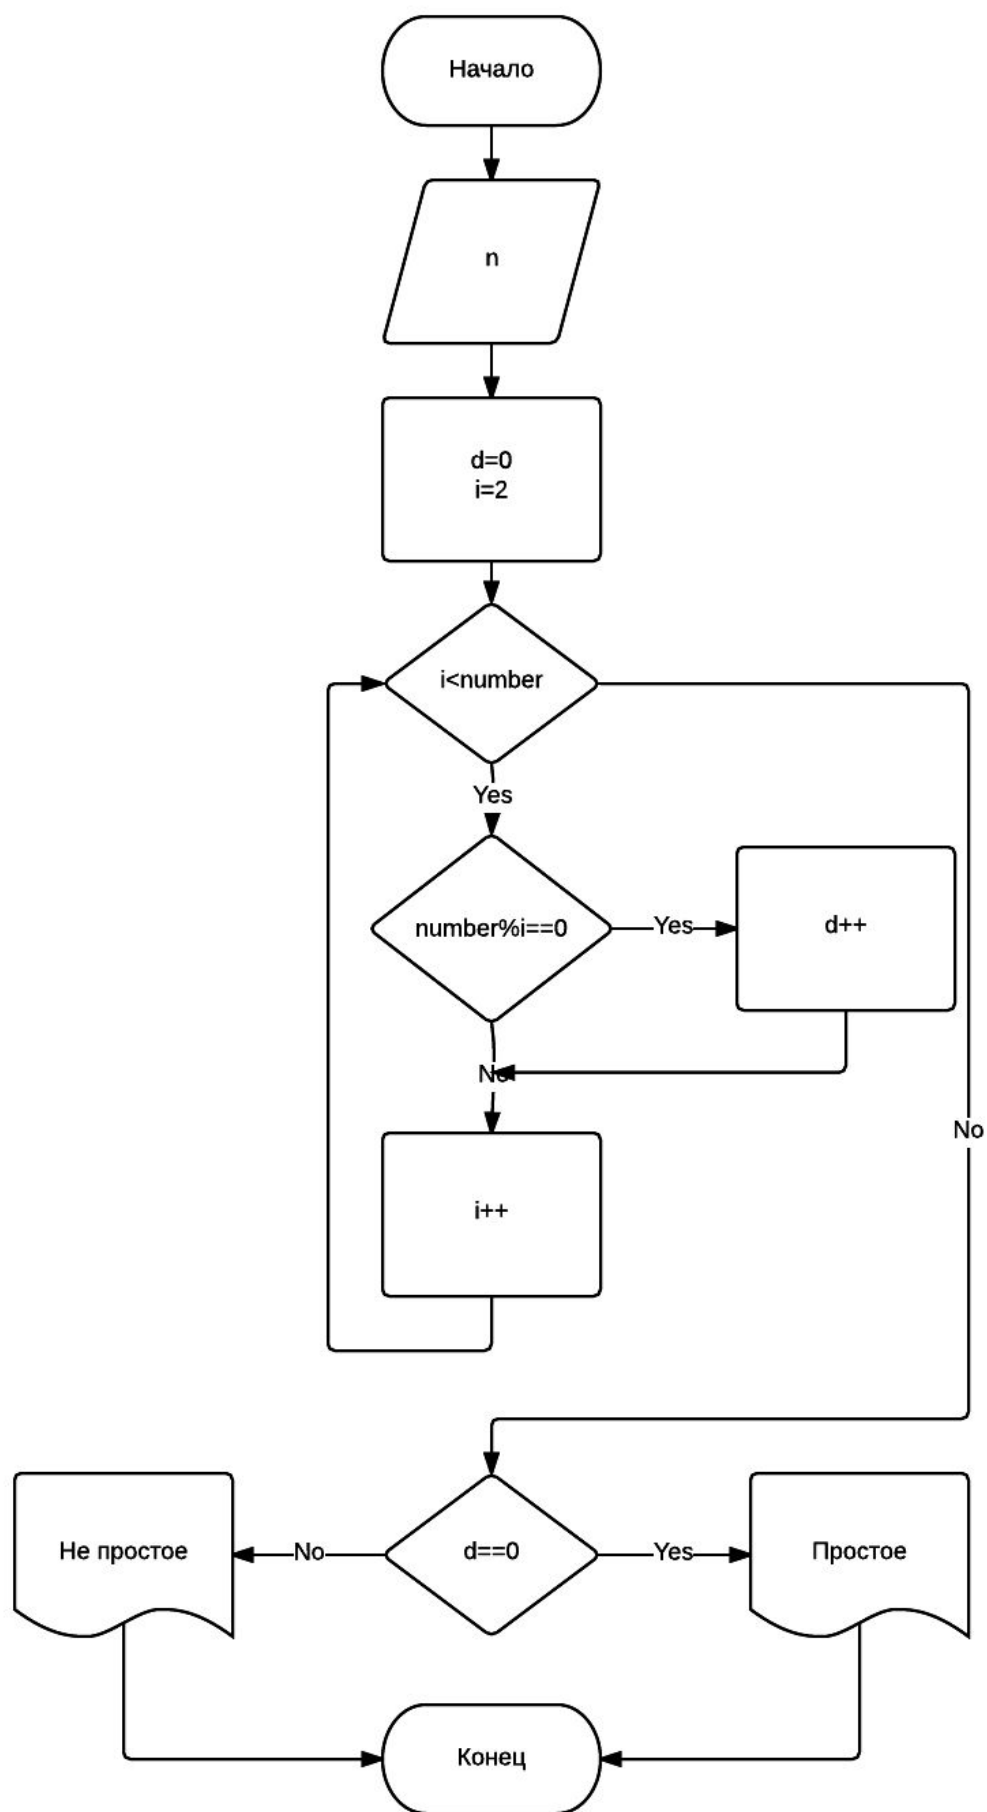 Начало
n
d=0
i=2
i<number
Yes
number%i==0
Yes
d++
No
No
i++
Не простое
No
d==0
Yes
Простое
Конец